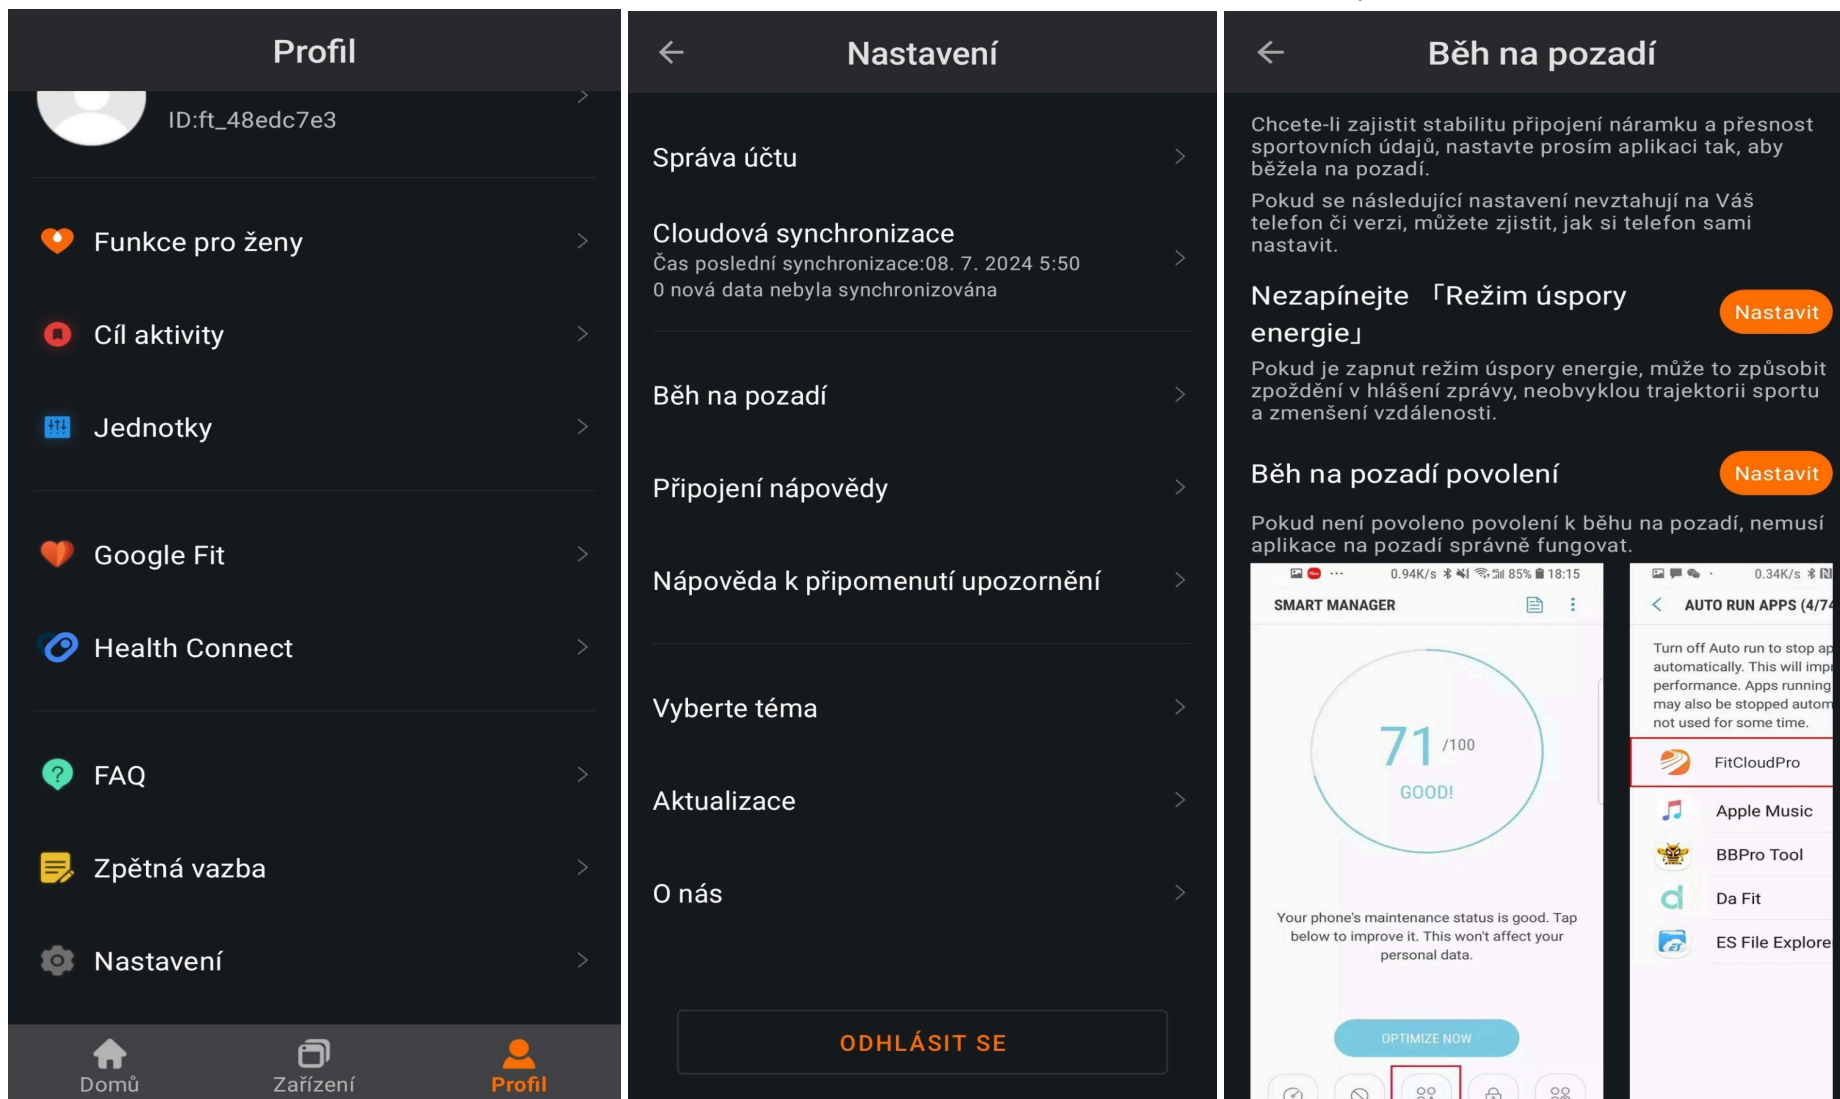 Profil
ID:ft_48edc7e3
Funkce pro ženy
Cíl aktivity
Jednotky
Google Fit
Health Connect
FAQ
Zpětná vazba
Nastavení
Domů
Zařízení
Profil
Nastavení
Správa účtu
Cloudová synchronizace
Čas poslední synchronizace:08. 7. 2024 5:50
0 nová data nebyla synchronizována
Běh na pozadí
Připojení nápovědy
Nápověda k připomenutí upozornění
Vyberte téma
Aktualizace
O nás
ODHLÁSIT SE
Běh na pozadí
Chcete-li zajistit stabilitu připojení náramku a přesnost
sportovních údajů, nastavte prosím aplikaci tak, aby
běžela na pozadí.
Pokud se následující nastavení nevztahují na Váš
telefon či verzi, můžete zjistit, jak si telefon sami
nastavit.
Nezapínejte 「Režim úspory
energie」
Nastavit
Pokud je zapnut režim úspory energie, může to způsobit
zpoždění v hlášení zprávy, neobvyklou trajektorii sportu
a zmenšení vzdálenosti.
Běh na pozadí povolení
Nastavit
Pokud není povoleno povolení k běhu na pozadí, nemusí
aplikace na pozadí správně fungovat.
0.94K/s 85% 18:15
SMART MANAGER
71 /100
GOOD!
Your phone's maintenance status is good. Tap
below to improve it. This won't affect your
personal data.
OPTIMIZE NOW
0.34K/s
AUTO RUN APPS (4/74
Turn off Auto run to stop ap
automatically. This will impr
performance. Apps running
may also be stopped autom
not used for some time.
FitCloudPro
Apple Music
BBPro Tool
Da Fit
ES File Explore